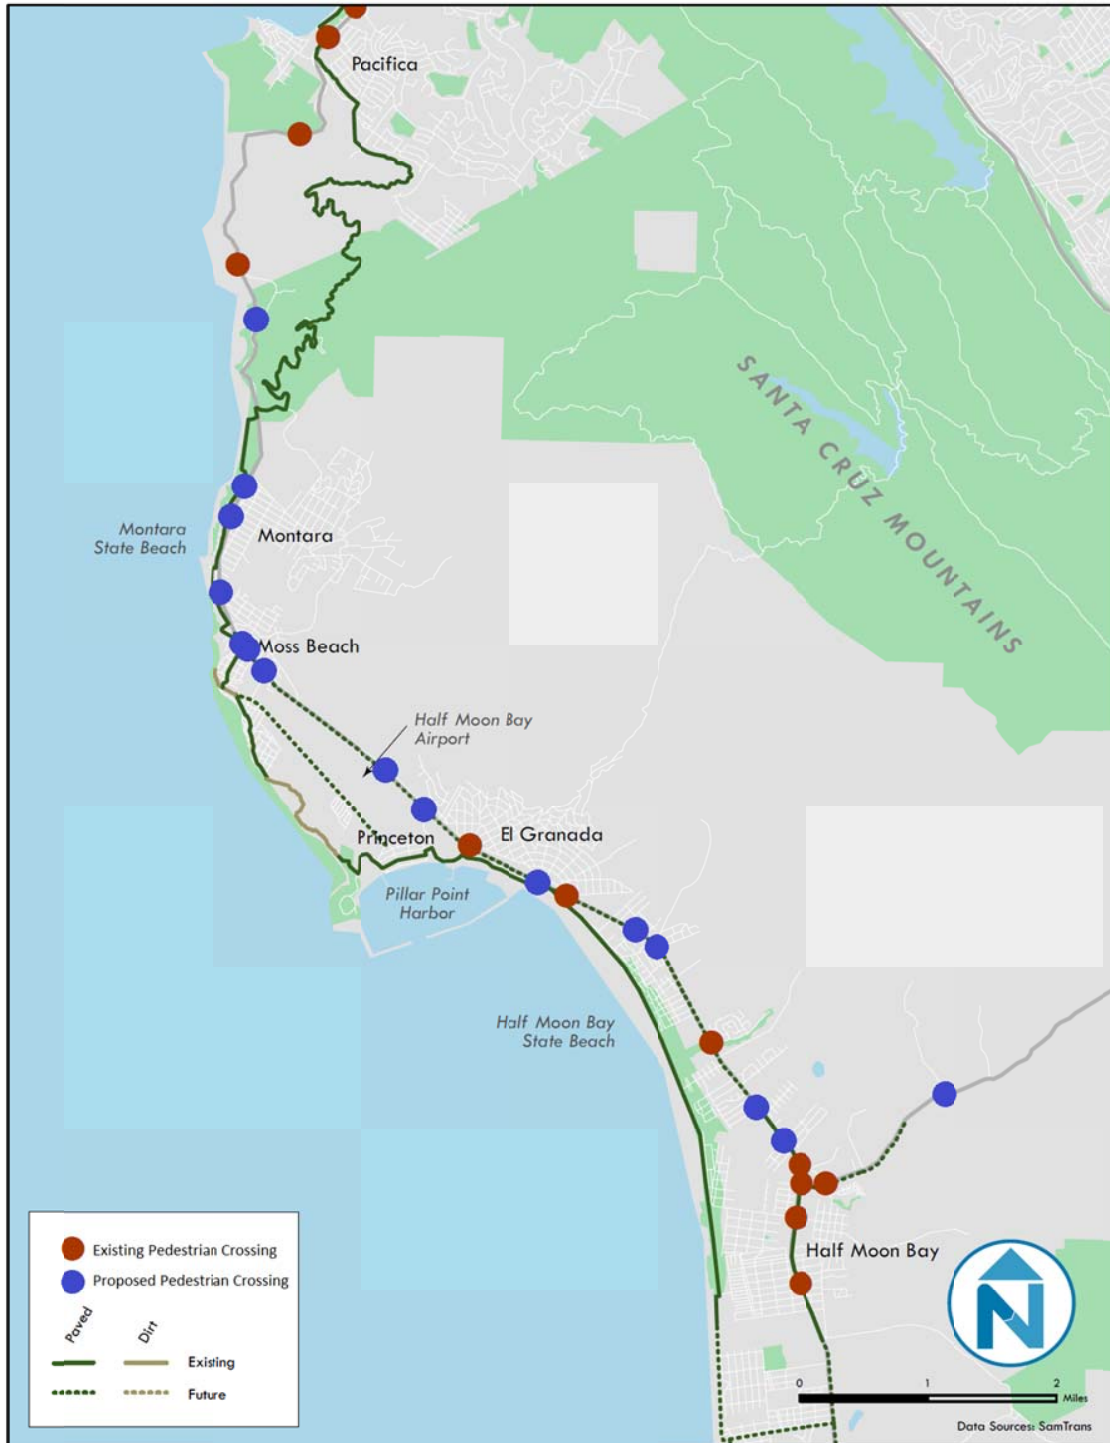 Pacifica
SANTA CRUZ MOUNTAINS
Montara
State Beach
Montara
Moss Beach
Half Moon Bay
Airport
Princeton
El Granada
Pillar Point
Harbor
Half Moon Bay
State Beach
Half Moon Bay
Existing Pedestrian Crossing
Proposed Pedestrian Crossing
Paved
Dirt
Existing
Future
N
0 1 2
Miles
Data Sources: SamTrans